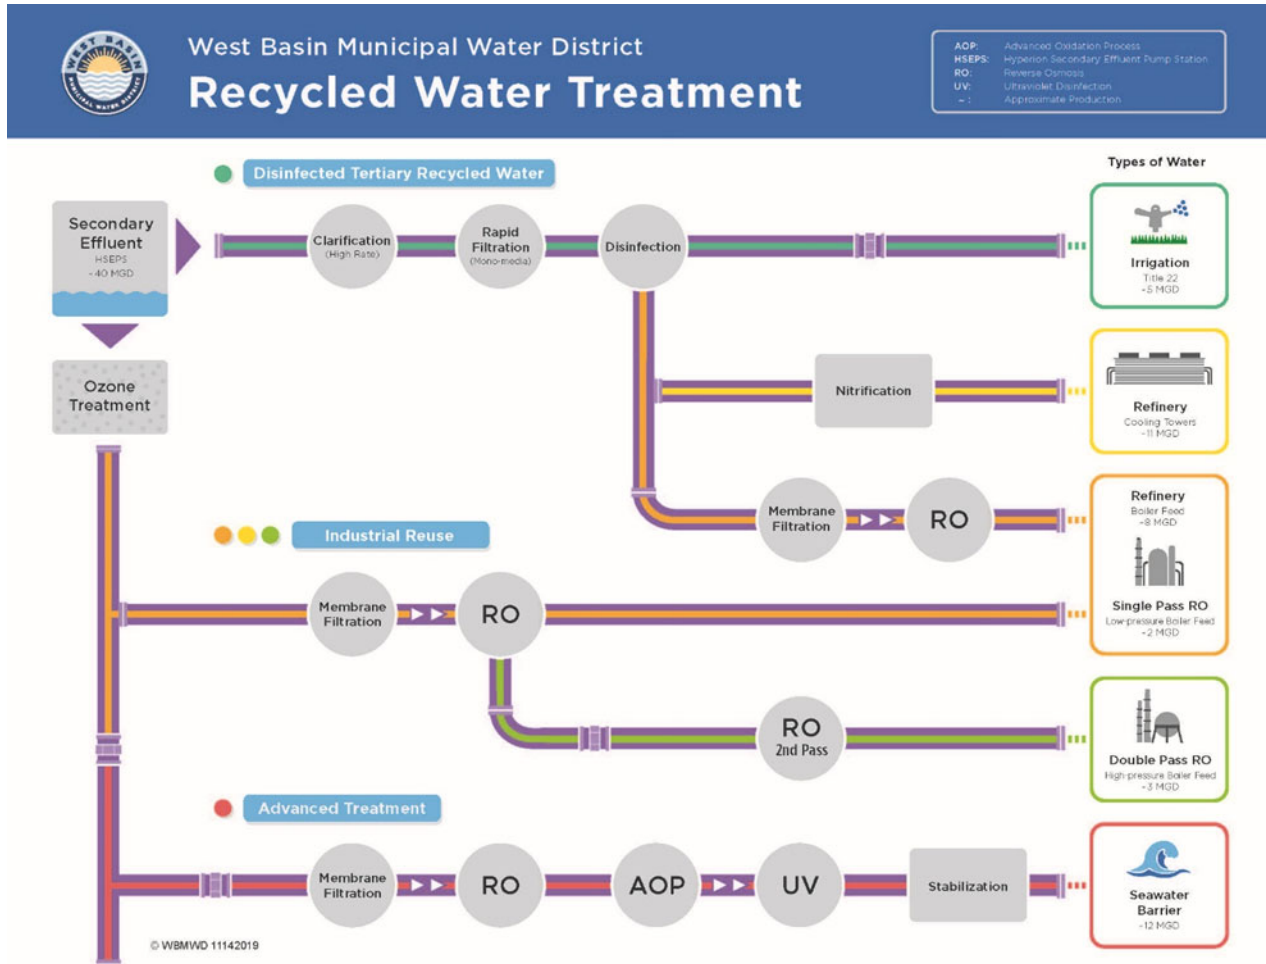 WEST BASIN
MUNICIPAL WATER DISTRICT
West Basin Municipal Water District
Recycled Water Treatment
AOP: Advanced Oxidation Process
HSEPS: Hyperion Secondary Effluent Pump Station
RO: Reverse Osmosis
UV: Ultraviolet Disinfection
~ : Approximate Production
Types of Water
Disinfected Tertiary Recycled Water
Secondary
Effluent
HSEPS
~40 MGD
Clarification
(High Rate)
Rapid
Filtration
(Mono-media)
Disinfection
Irrigation
Title 22
~5 MGD
Ozone
Treatment
Nitrification
Refinery
Cooling Towers
~11 MGD
Membrane
Filtration
RO
Refinery
Boiler Feed
~8 MGD
Industrial Reuse
Membrane
Filtration
RO
Single Pass RO
Low-pressure Boiler Feed
~2 MGD
RO
2nd Pass
Double Pass RO
High-pressure Boiler Feed
~3 MGD
Advanced Treatment
Membrane
Filtration
RO
AOP
UV
Stabilization
Seawater
Barrier
~12 MGD
© WBMWD 11142019